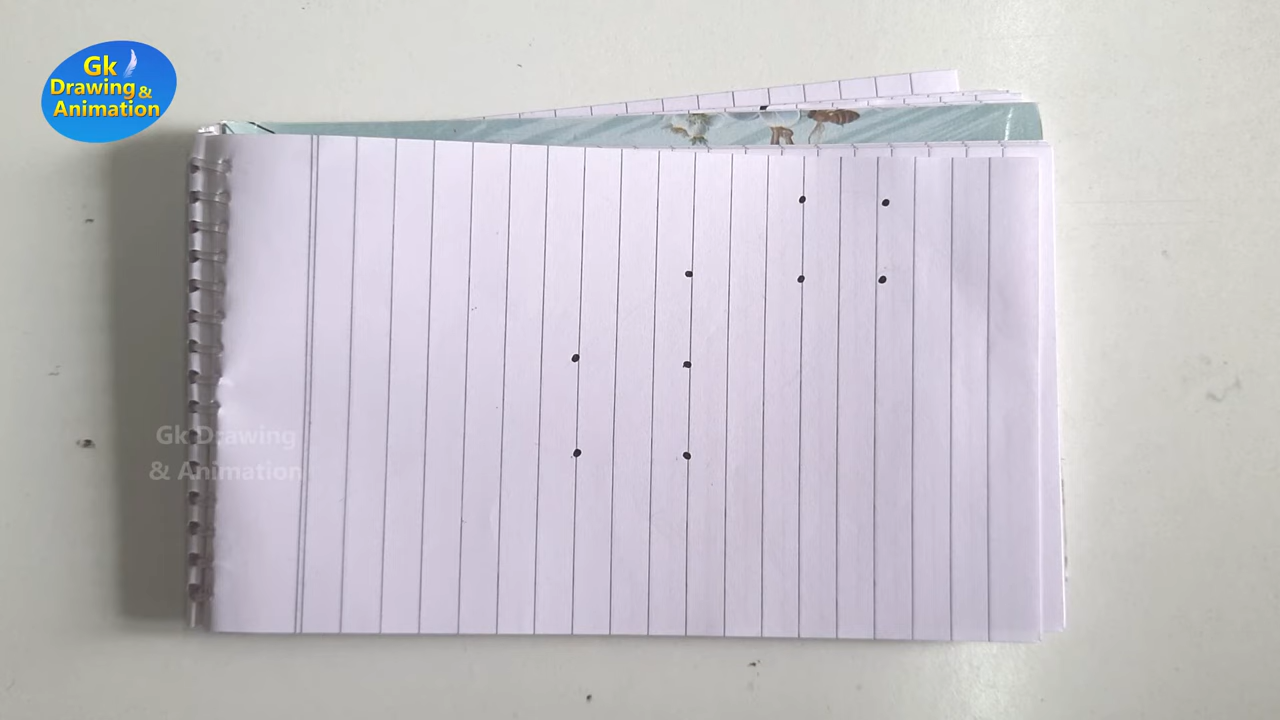 Gk
Drawing &
Animation
Gk Drawing
& Animation